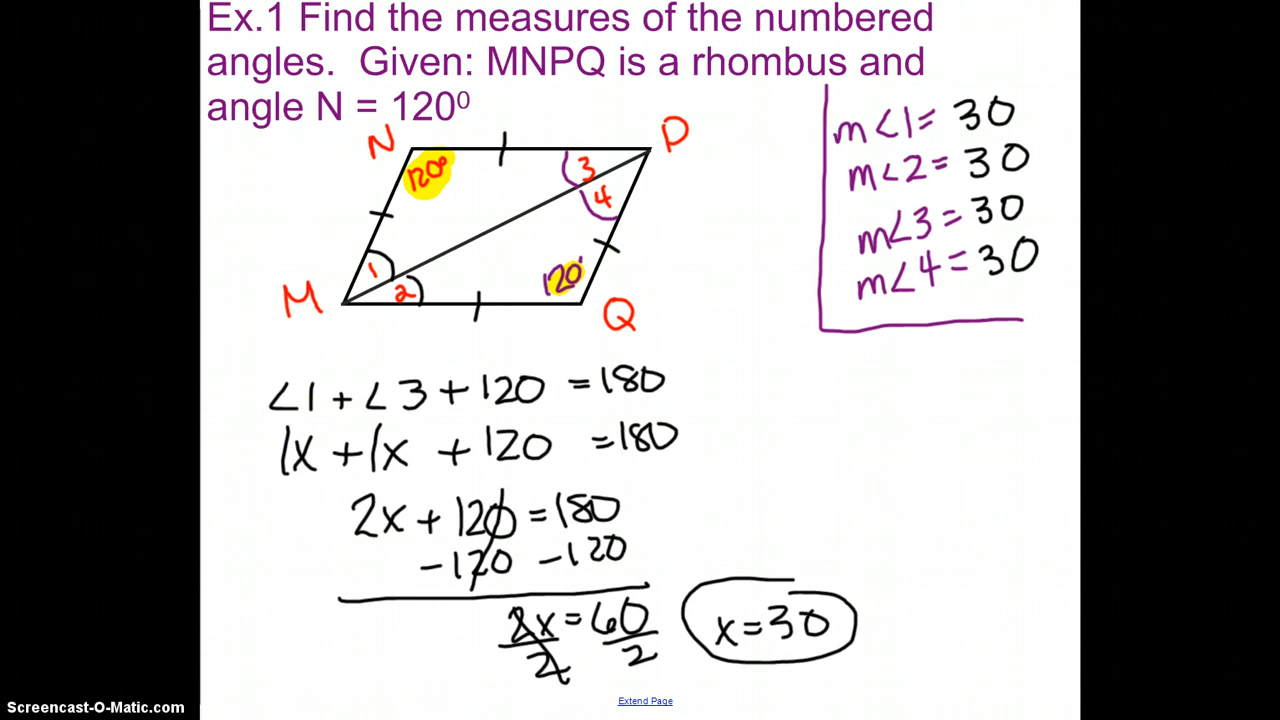 Ex.1 Find the measures of the numbered
angles. Given: MNPQ is a rhombus and
angle N = 120⁰
N
P
120°
3
4
1
2
120°
M
Q
m∠1= 30
m∠2= 30
m∠3=30
m∠4=30
∠1 + ∠3 + 120 = 180
1x + 1x + 120 = 180
2x + 120 = 180
-120 -120
2x = 60
2 2
x=30
Extend Page
Screencast-O-Matic.com